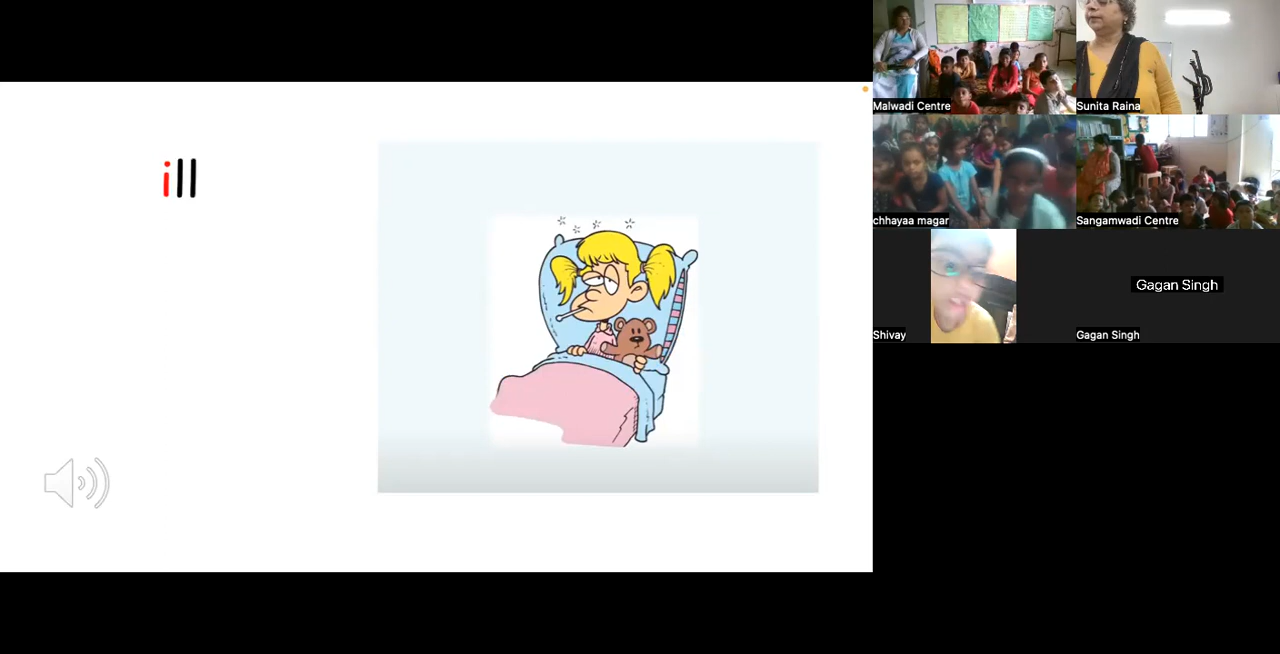 ill
Malwadi Centre
Sunita Raina
chhayaa magar
Sangamwadi Centre
Shivay
Gagan Singh
Gagan Singh